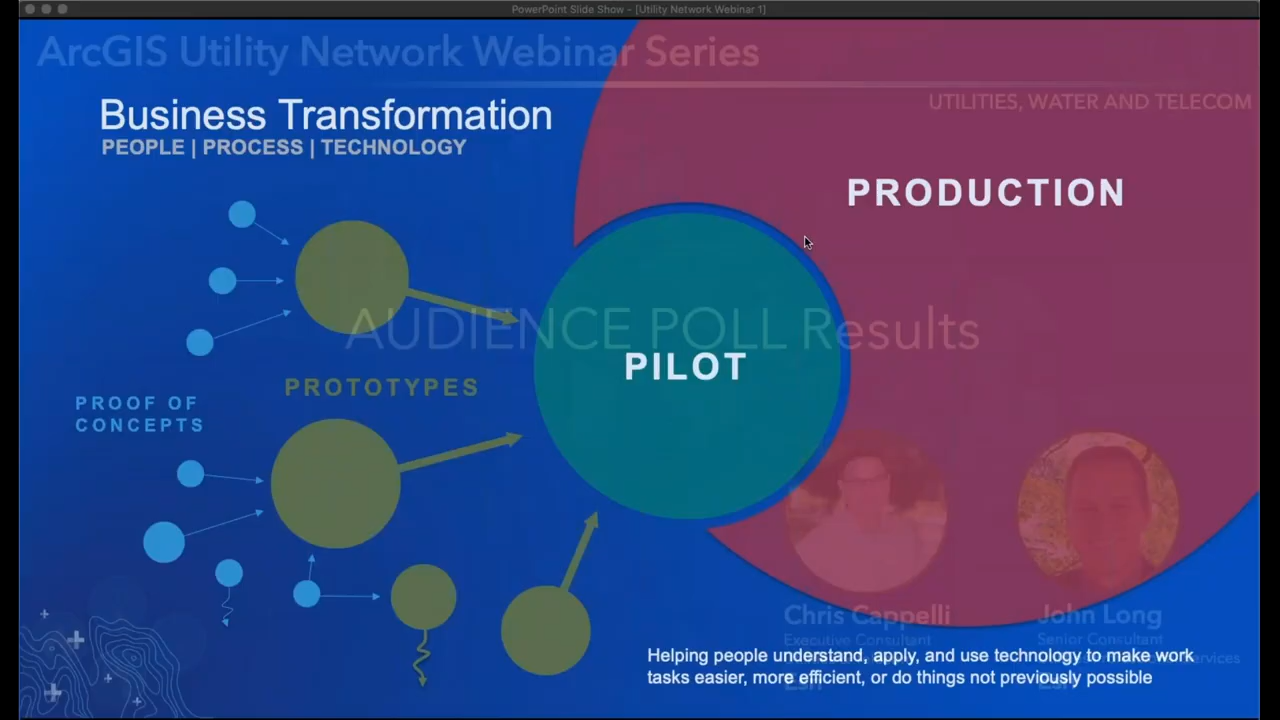 PowerPoint Slide Show - [Utility Network Webinar 1]
ArcGIS Utility Network Webinar Series
UTILITIES, WATER AND TELECOM
Business Transformation
PEOPLE | PROCESS | TECHNOLOGY
PRODUCTION
AUDIENCE POLL Results
PILOT
PROTOTYPES
PROOF OF
CONCEPTS
Chris Cappelli
Executive Consultant
John Long
Senior Consultant
Services
Helping people understand, apply, and use technology to make work
tasks easier, more efficient, or do things not previously possible